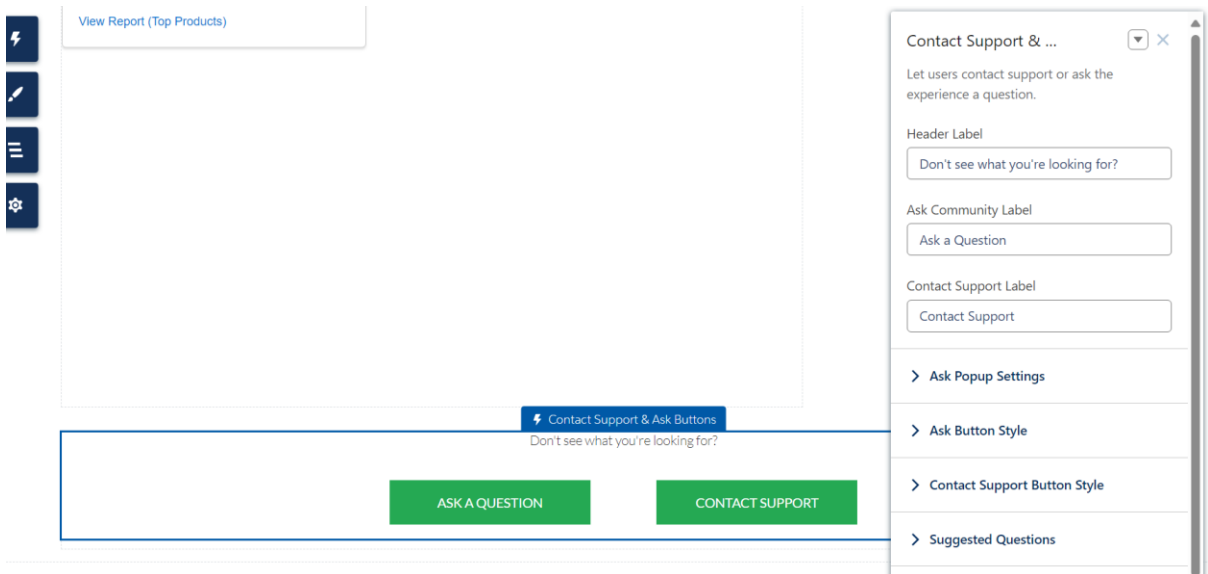 View Report (Top Products)
Contact Support & Ask Buttons
Don't see what you're looking for?
ASK A QUESTION
CONTACT SUPPORT
Contact Support & ...
Let users contact support or ask the
experience a question.
Header Label
Don't see what you're looking for?
Ask Community Label
Ask a Question
Contact Support Label
Contact Support
Ask Popup Settings
Ask Button Style
Contact Support Button Style
Suggested Questions